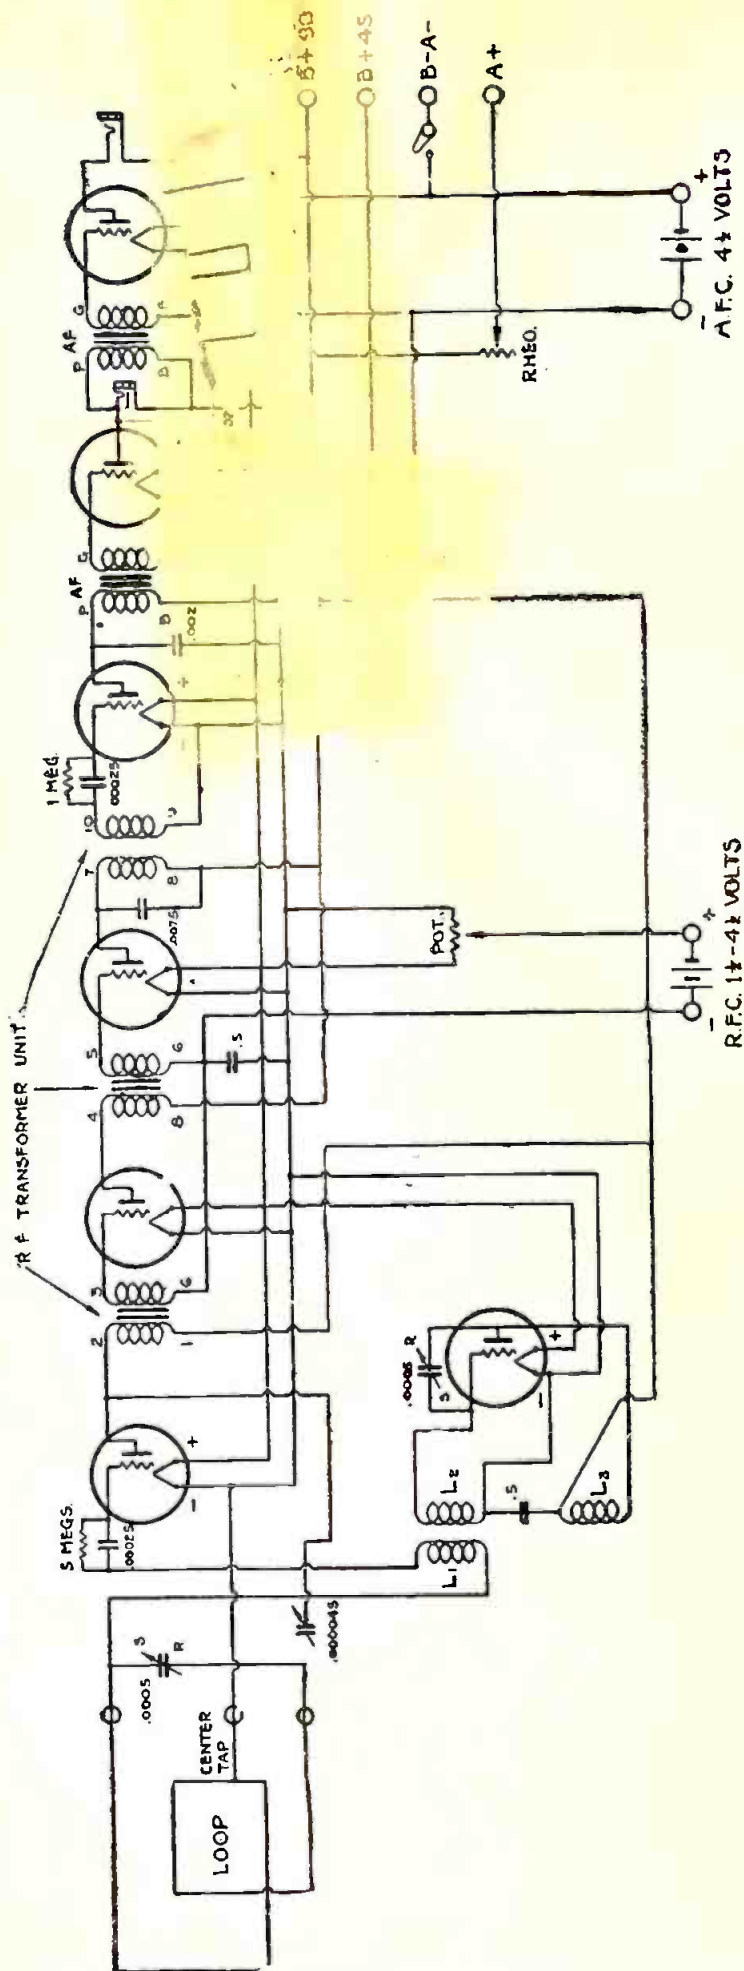 R F TRANSFORMER UNIT
5 MEGS.
.00025
2
1
3
6
4
8
5
6
.5
.0075
7
8
10
9
1 MEG.
.00025
+
-
+
-
P
AF
G
B
.002
P
AF
G
B
F
.0005
S
R
CENTER TAP
LOOP
.000045
L1
L2
L3
.5
.0005
S
R
+
-
POT.
RHEO.
B+90
B+45
B-A-
A+
-
+
R.F.C. 1½-4½ VOLTS
-
+
A.F.C. 4½ VOLTS